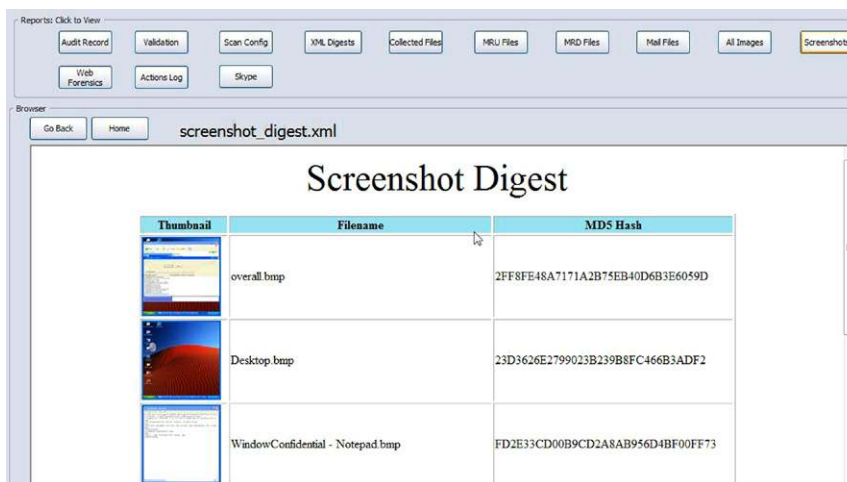 Reports: Click to View
Audit Record Validation Scan Config XML Digests Collected Files MRU Files MRD Files Mail Files All Images Screenshots
Web Forensics Actions Log Skype
Browser
Go Back Home screenshot_digest.xml
Screenshot Digest
Thumbnail Filename MD5 Hash
overall.bmp 2FF8FE48A7171A2B75EB40D6B3E6059D
Desktop.bmp 23D3626E2799023B239B8FC466B3ADF2
WindowConfidential - Notepad.bmp FD2E33CD00B9CD2A8AB956D4BF00FF73